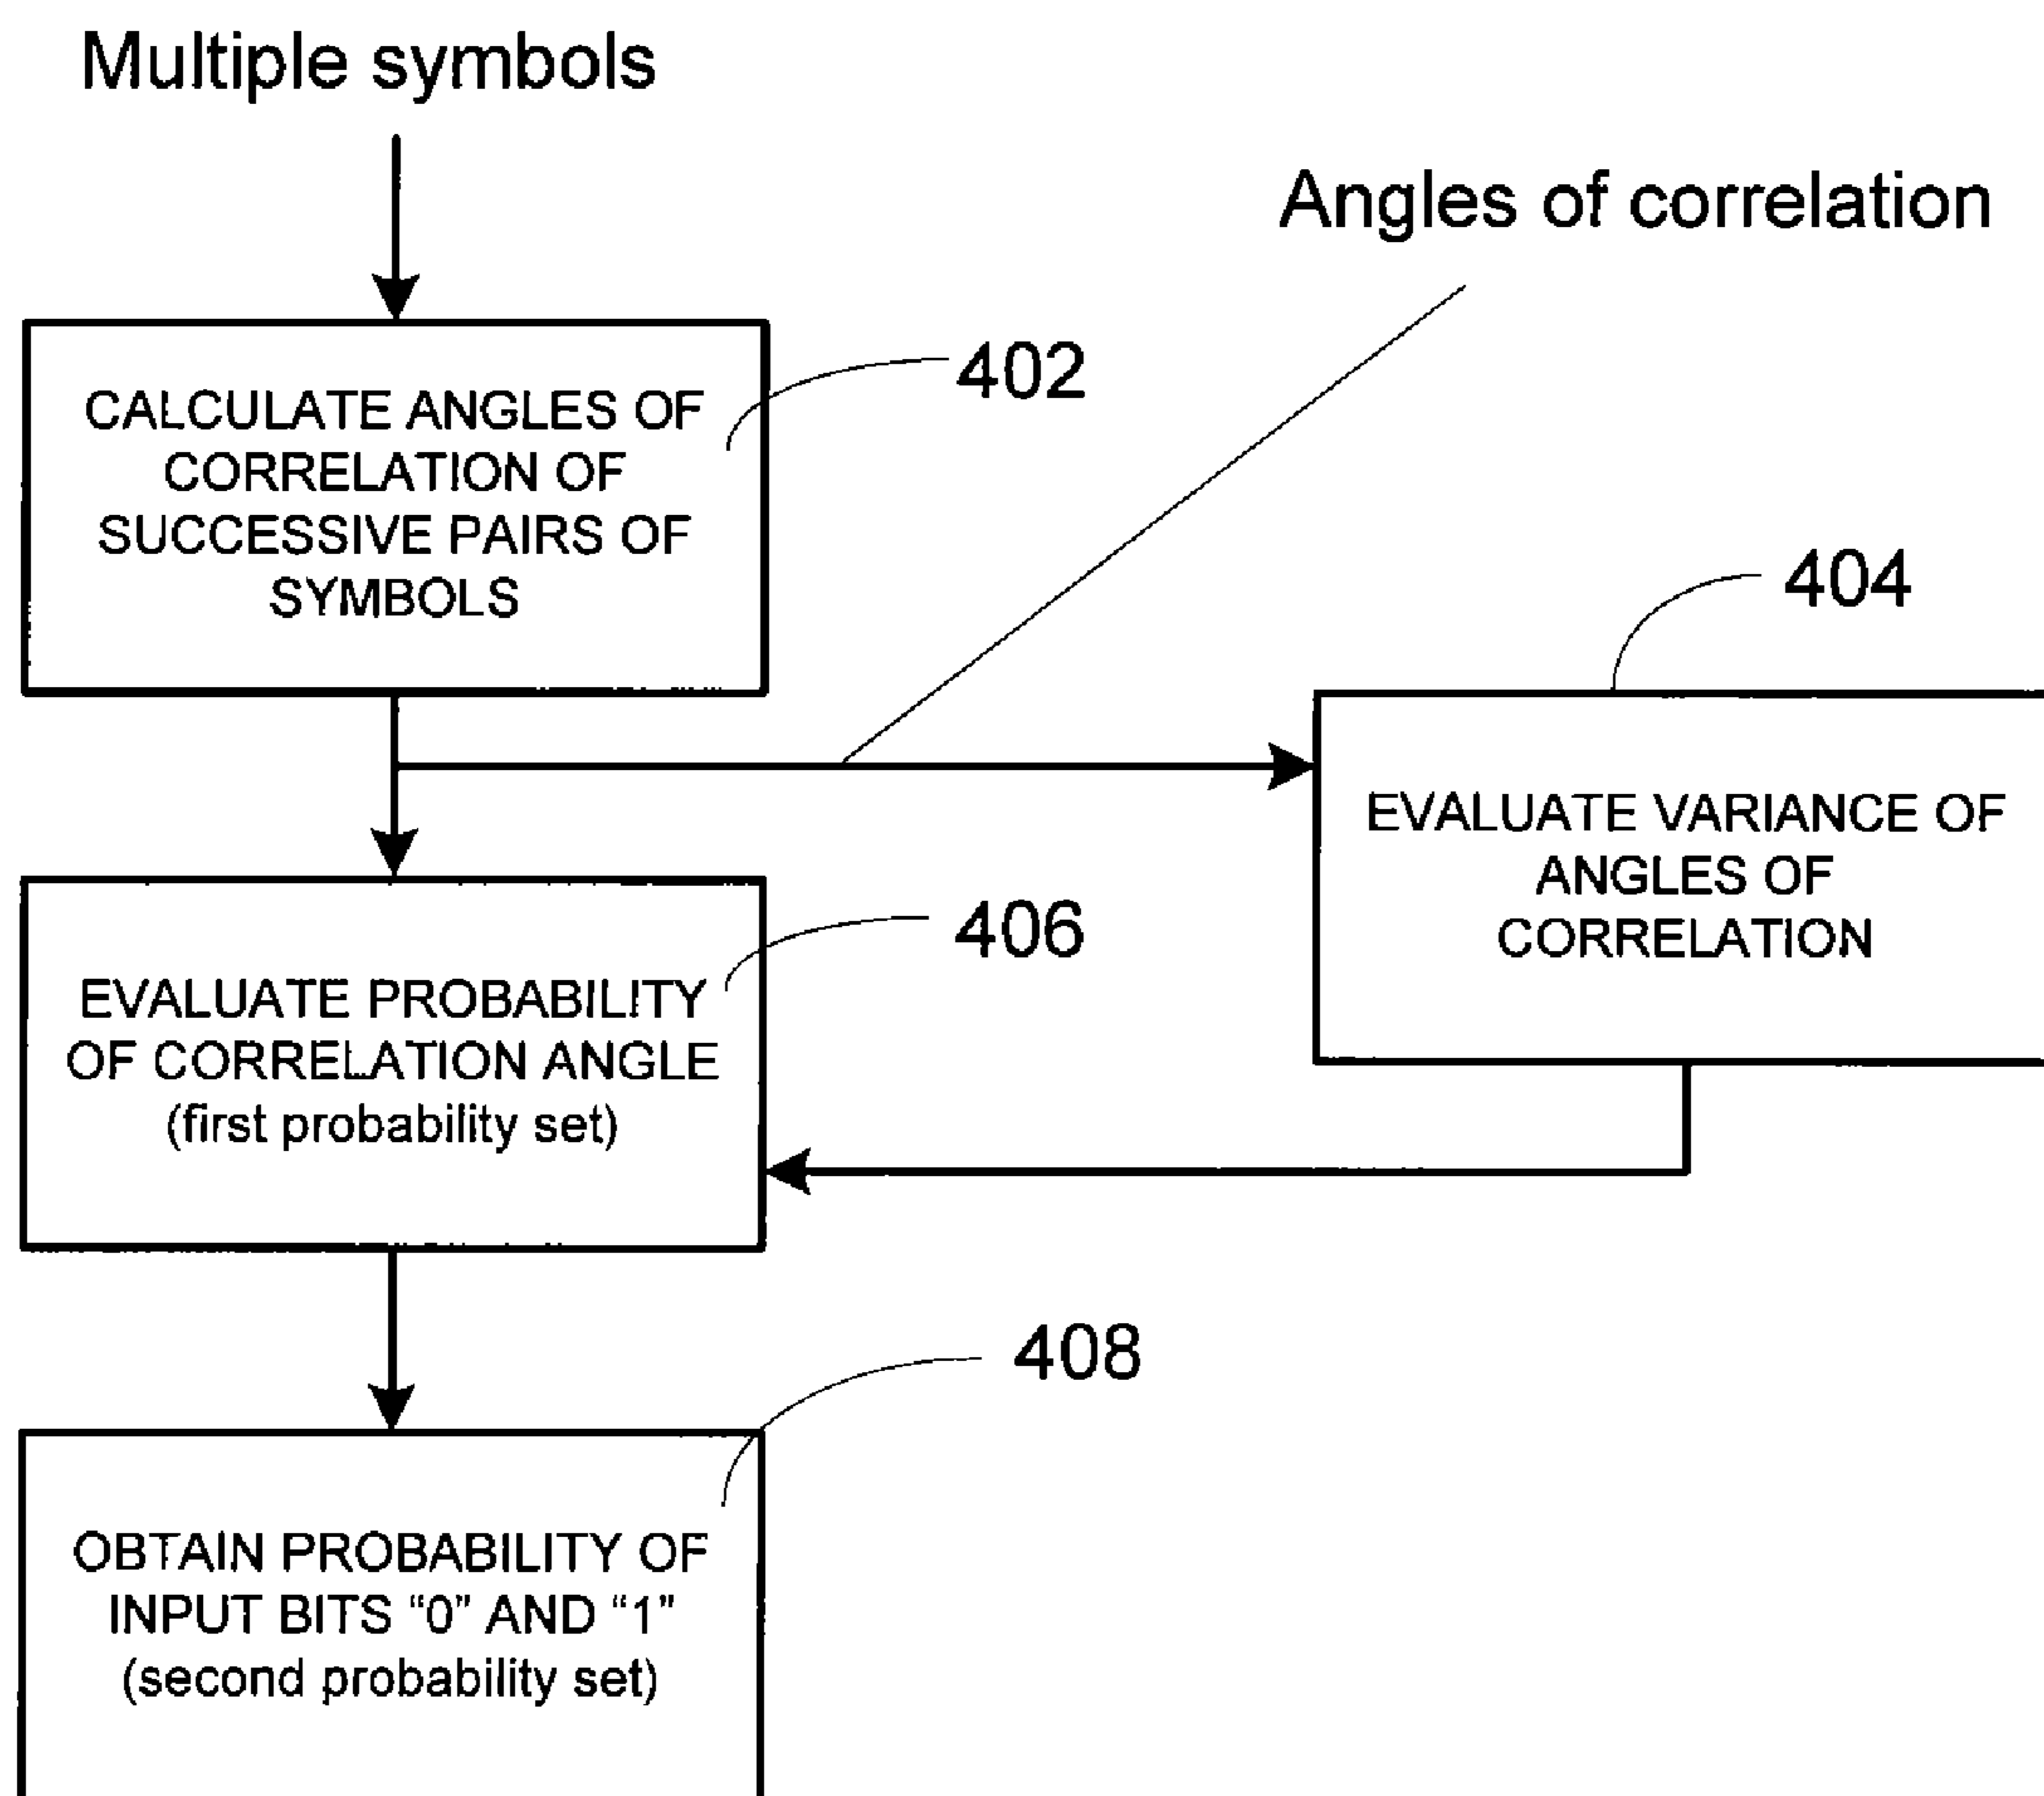 Multiple symbols
Angles of correlation
402
CALCULATE ANGLES OF
CORRELATION OF
SUCCESSIVE PAIRS OF
SYMBOLS
404
EVALUATE VARIANCE OF
ANGLES OF
CORRELATION
406
EVALUATE PROBABILITY
OF CORRELATION ANGLE
(first probability set)
408
OBTAIN PROBABILITY OF
INPUT BITS “0” AND “1”
(second probability set)